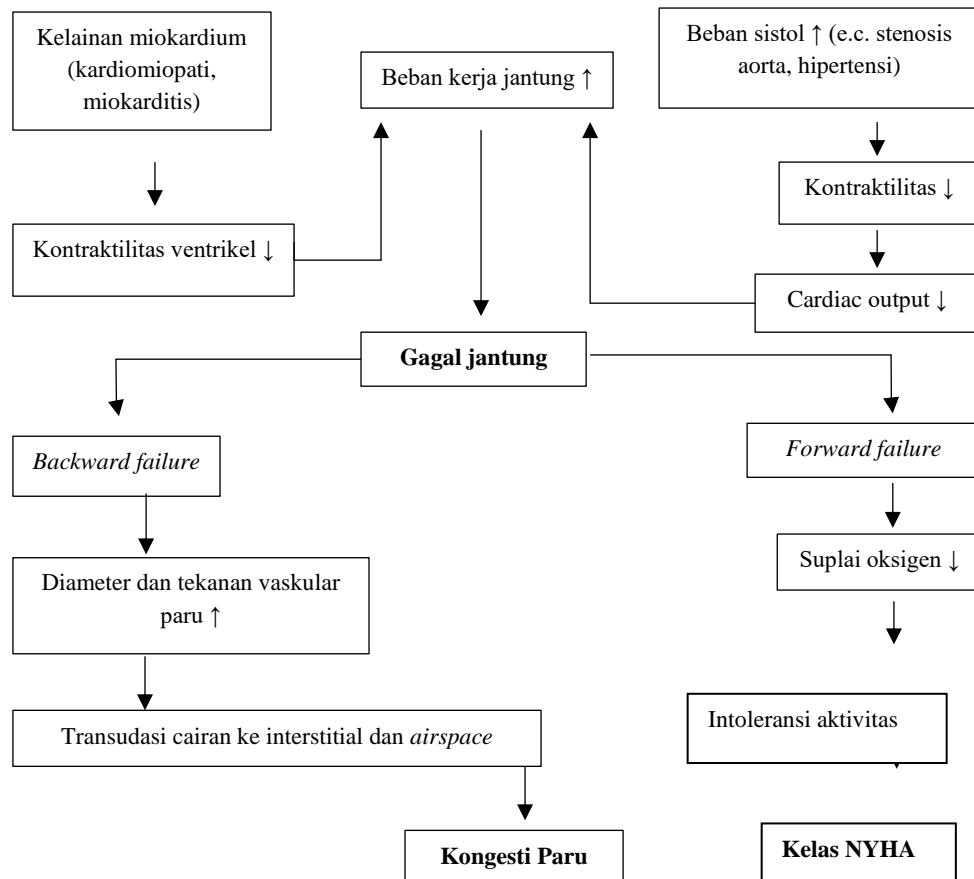 Kelainan miokardium
(kardiomiopati,
miokarditis)
Beban kerja jantung ↑
Beban sistol ↑ (e.c. stenosis
aorta, hipertensi)
Kontraktilitas ↓
Kontraktilitas ventrikel ↓
Cardiac output ↓
Gagal jantung
Backward failure
Forward failure
Suplai oksigen ↓
Diameter dan tekanan vaskular
paru ↑
Transudasi cairan ke interstitial dan airspace
Intoleransi aktivitas
Kongesti Paru
Kelas NYHA